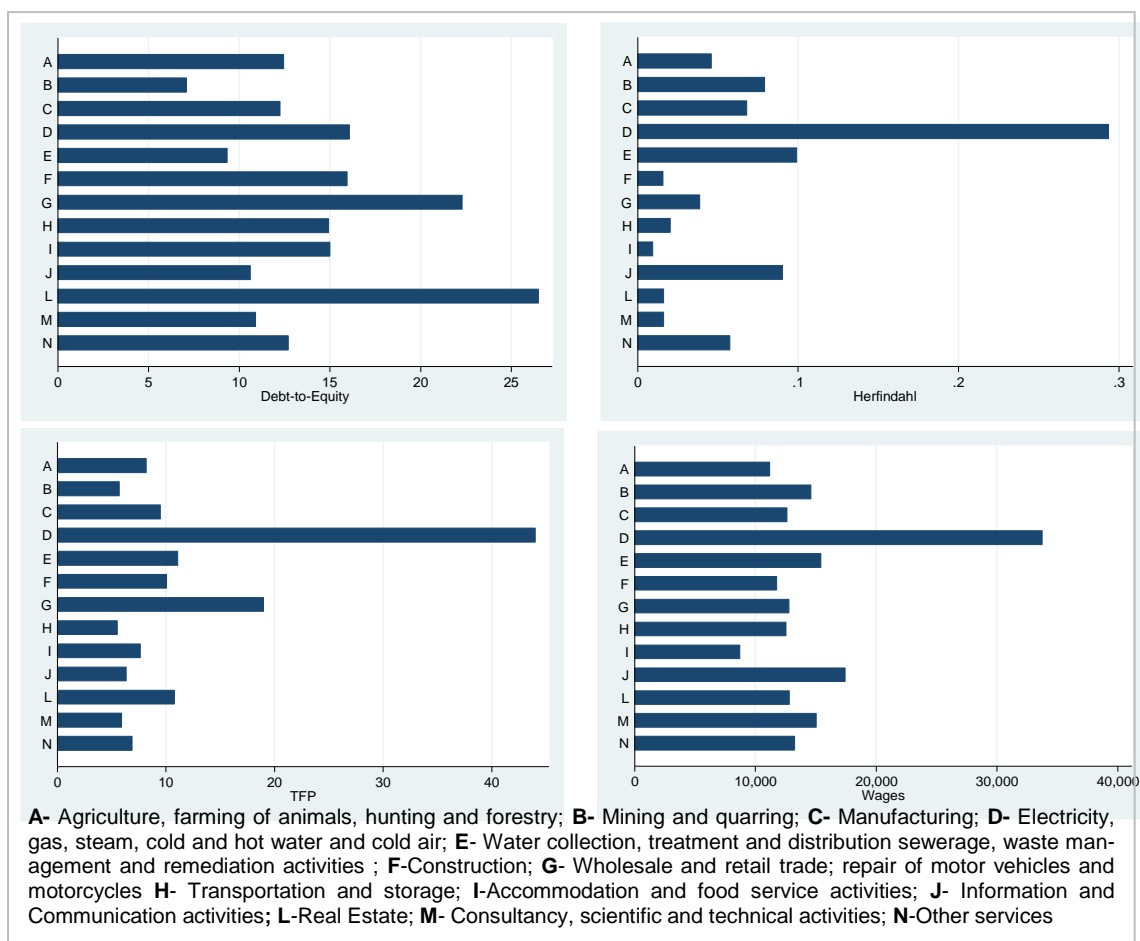 A
B
C
D
E
F
G
H
I
J
L
M
N
0 5 10 15 20 25
Debt-to-Equity
A
B
C
D
E
F
G
H
I
J
L
M
N
0 .1 .2 .3
Herfindahl
A
B
C
D
E
F
G
H
I
J
L
M
N
0 10 20 30 40
TFP
A
B
C
D
E
F
G
H
I
J
L
M
N
0 10,000 20,000 30,000 40,000
Wages
A- Agriculture, farming of animals, hunting and forestry; B- Mining and quarring; C- Manufacturing; D- Electricity,
gas, steam, cold and hot water and cold air; E- Water collection, treatment and distribution sewerage, waste man-
agement and remediation activities ; F-Construction; G- Wholesale and retail trade; repair of motor vehicles and
motorcycles H- Transportation and storage; I-Accommodation and food service activities; J- Information and
Communication activities; L-Real Estate; M- Consultancy, scientific and technical activities; N-Other services